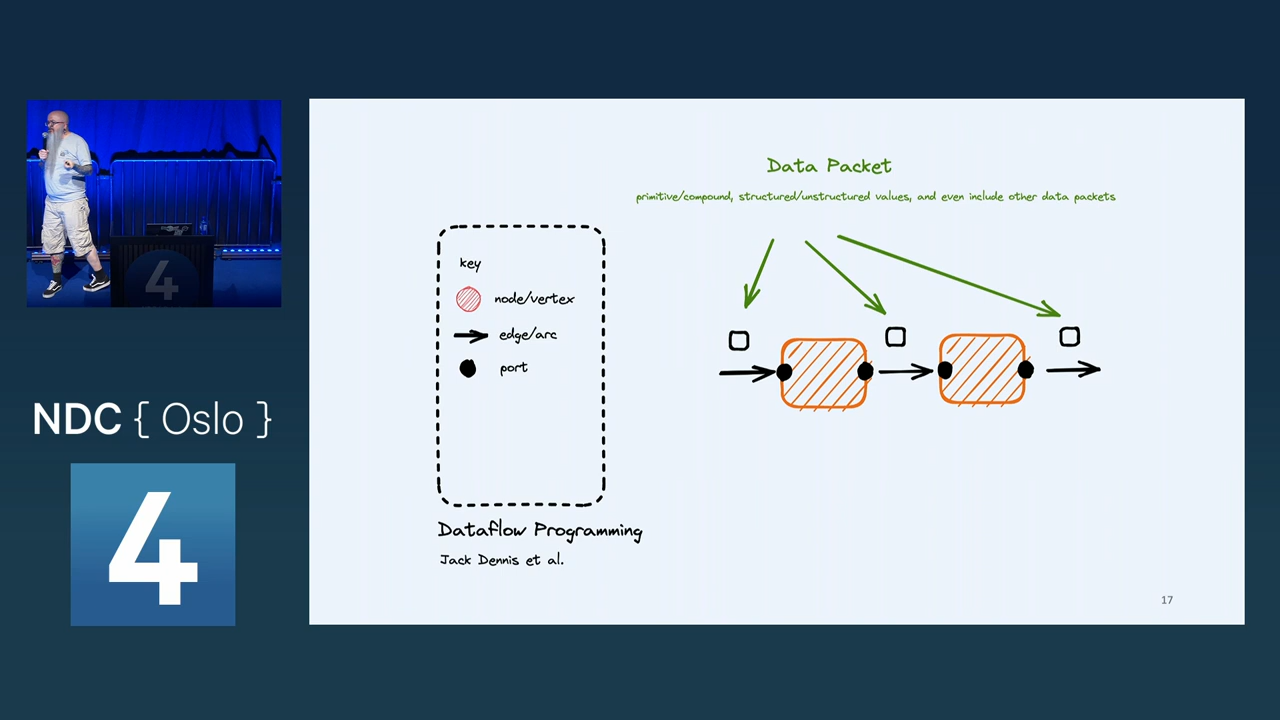 Data Packet
primitive/compound, structured/unstructured values, and even include other data packets
key
node/vertex
edge/arc
port
Dataflow Programming
Jack Dennis et al.
17
4
NDC { Oslo }
4